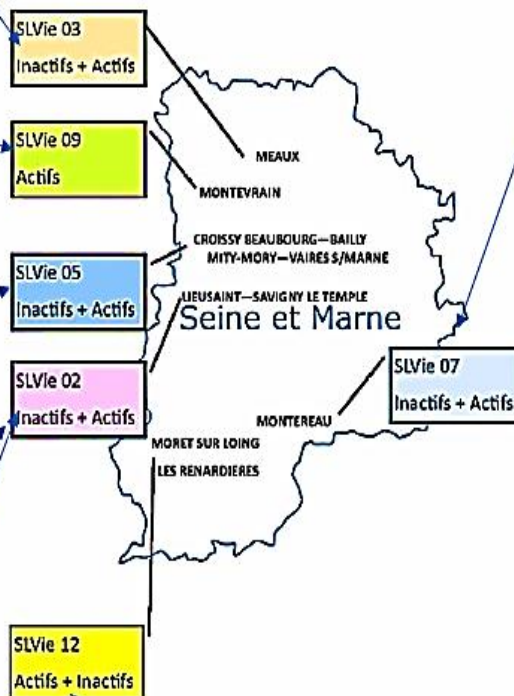 SLVie 03
Inactifs + Actifs
SLVie 09
Actifs
MEAUX
MONTEVRAIN
CROISSY BEAUBOURG—BAILLY
MITY-MORY—VAIRES S/MARNE
SLVie 05
Inactifs + Actifs
LIEUSAINT—SAVIGNY LE TEMPLE
Seine et Marne
SLVie 02
Inactifs + Actifs
SLVie 07
Inactifs + Actifs
MONTEREAU
MORET SUR LOING
LES RENARDIERES
SLVie 12
Actifs + Inactifs